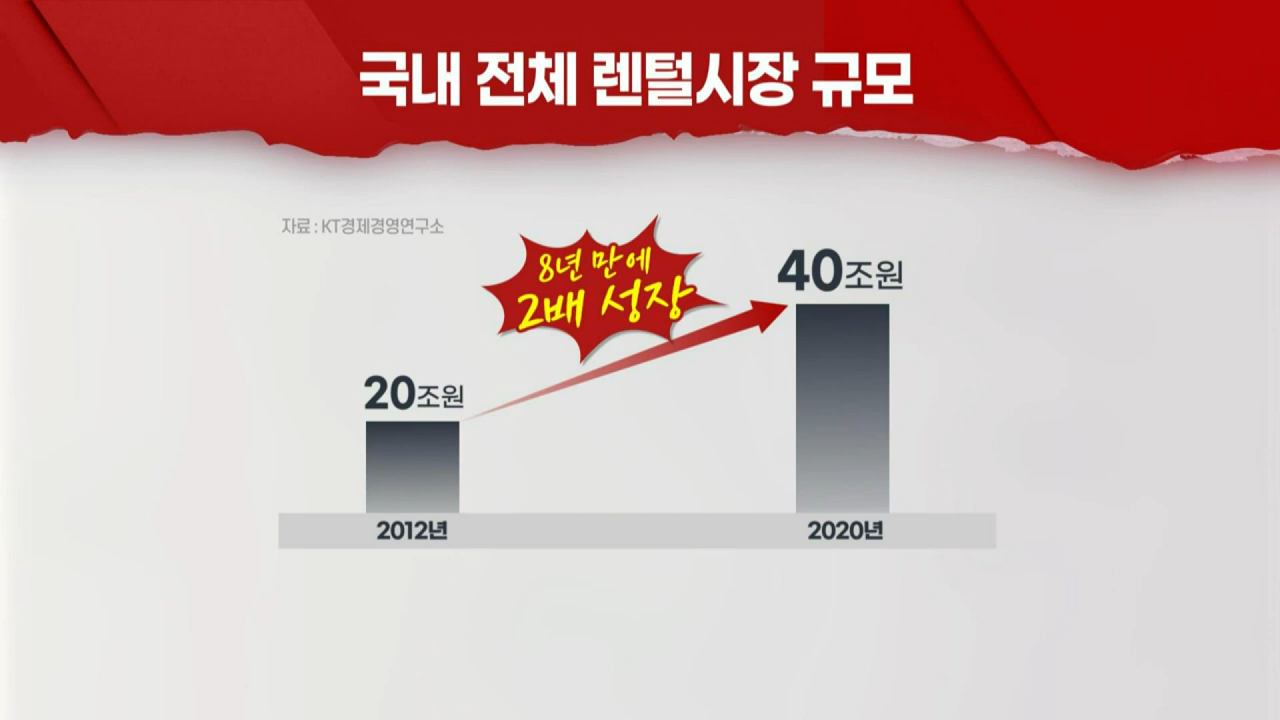 국내 전체 렌털시장 규모
자료 : KT경제경영연구소
8년 만에
2배 성장
40조원
20조원
2012년
2020년